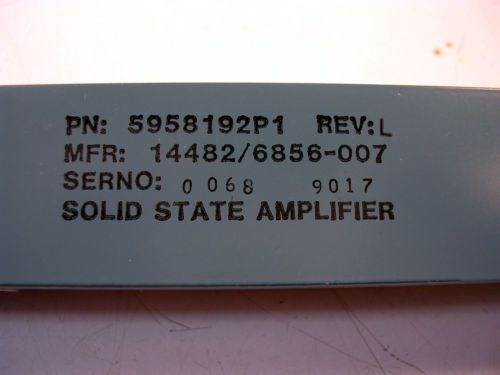 PN: 5958192P1 REV:L
MFR: 14482/6856-007
SERNO: 0068 9017
SOLID STATE AMPLIFIER